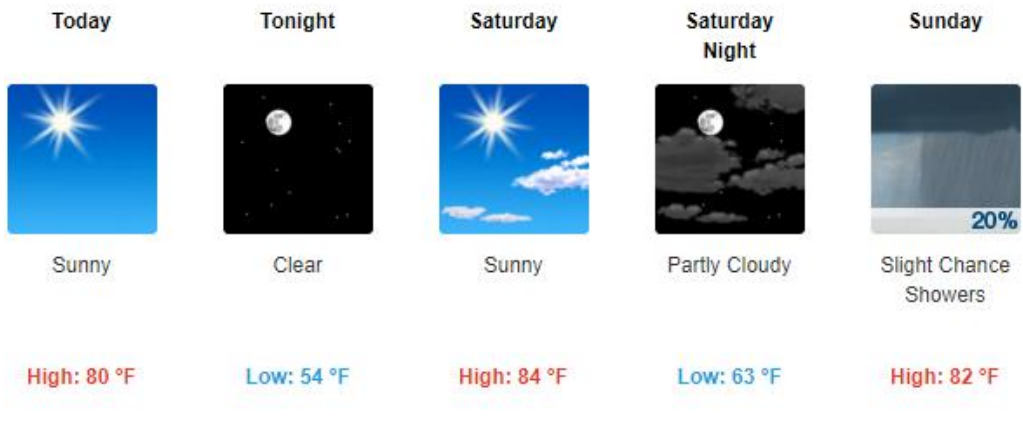 Today
Tonight
Saturday
Saturday
Night
Sunday
20%
Sunny
Clear
Sunny
Partly Cloudy
Slight Chance
Showers
High: 80 °F
Low: 54 °F
High: 84 °F
Low: 63 °F
High: 82 °F